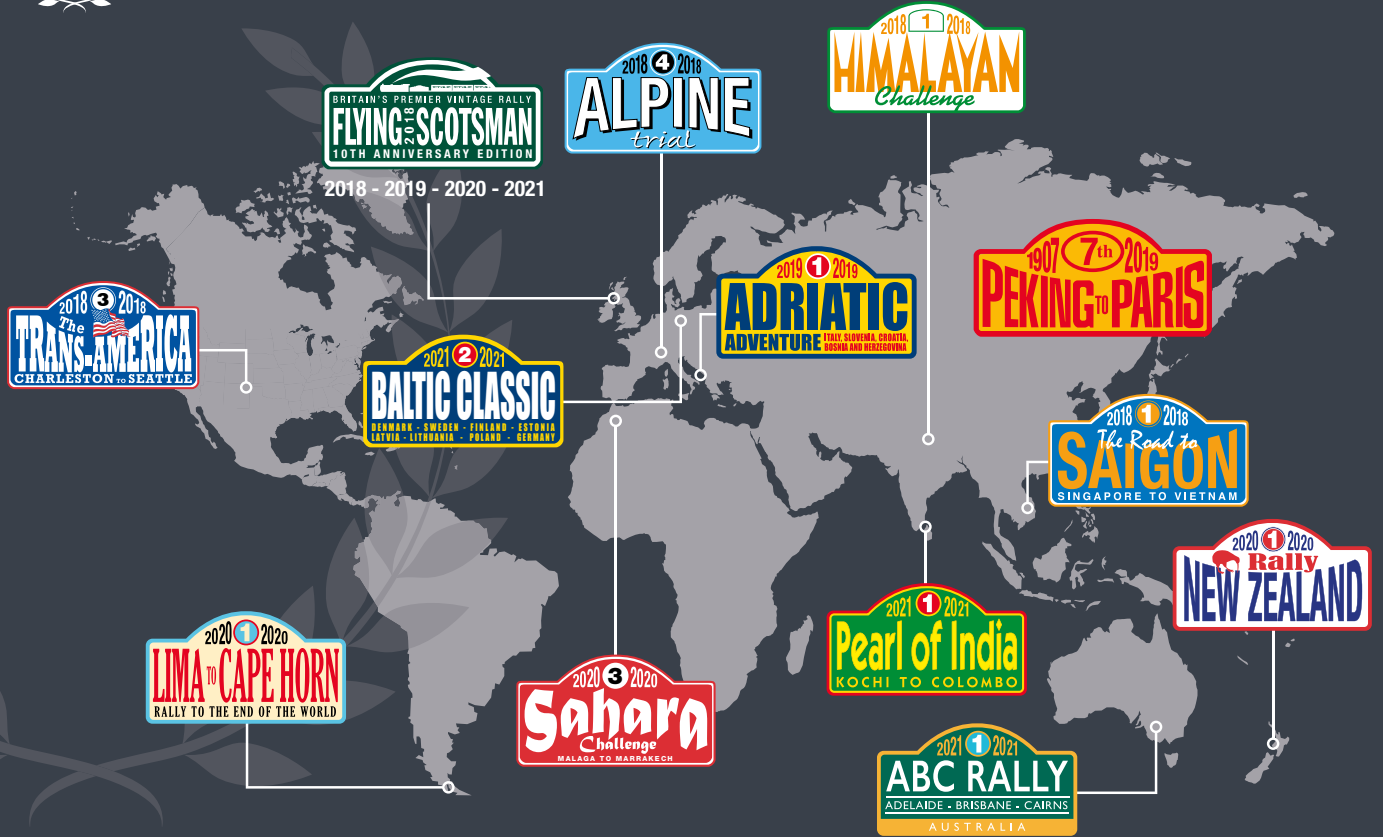 2018 1 2018
HIMALAYAN
Challenge
2018 4 2018
ALPINE
trial
BRITAIN'S PREMIER VINTAGE RALLY
FLYING 2018 SCOTSMAN
10TH ANNIVERSARY EDITION
2018 - 2019 - 2020 - 2021
1907 7th 2019
PEKING TO PARIS
2019 1 2019
ADRIATIC
ADVENTURE ITALY, SLOVENIA, CROATIA,
BOSNIA AND HERZEGOVINA
2018 3 2018
The
TRANS-AMERICA
CHARLESTON TO SEATTLE
2021 2 2021
BALTIC CLASSIC
DENMARK - SWEDEN - FINLAND - ESTONIA
LATVIA - LITHUANIA - POLAND - GERMANY
2018 1 2018
The Road to
SAIGON
SINGAPORE TO VIETNAM
2020 1 2020
Rally
NEW ZEALAND
2021 1 2021
Pearl of India
KOCHI TO COLOMBO
2020 1 2020
LIMA TO CAPE HORN
RALLY TO THE END OF THE WORLD
2020 3 2020
Sahara
Challenge
MALAGA TO MARRAKECH
2021 1 2021
ABC RALLY
ADELAIDE - BRISBANE - CAIRNS
AUSTRALIA